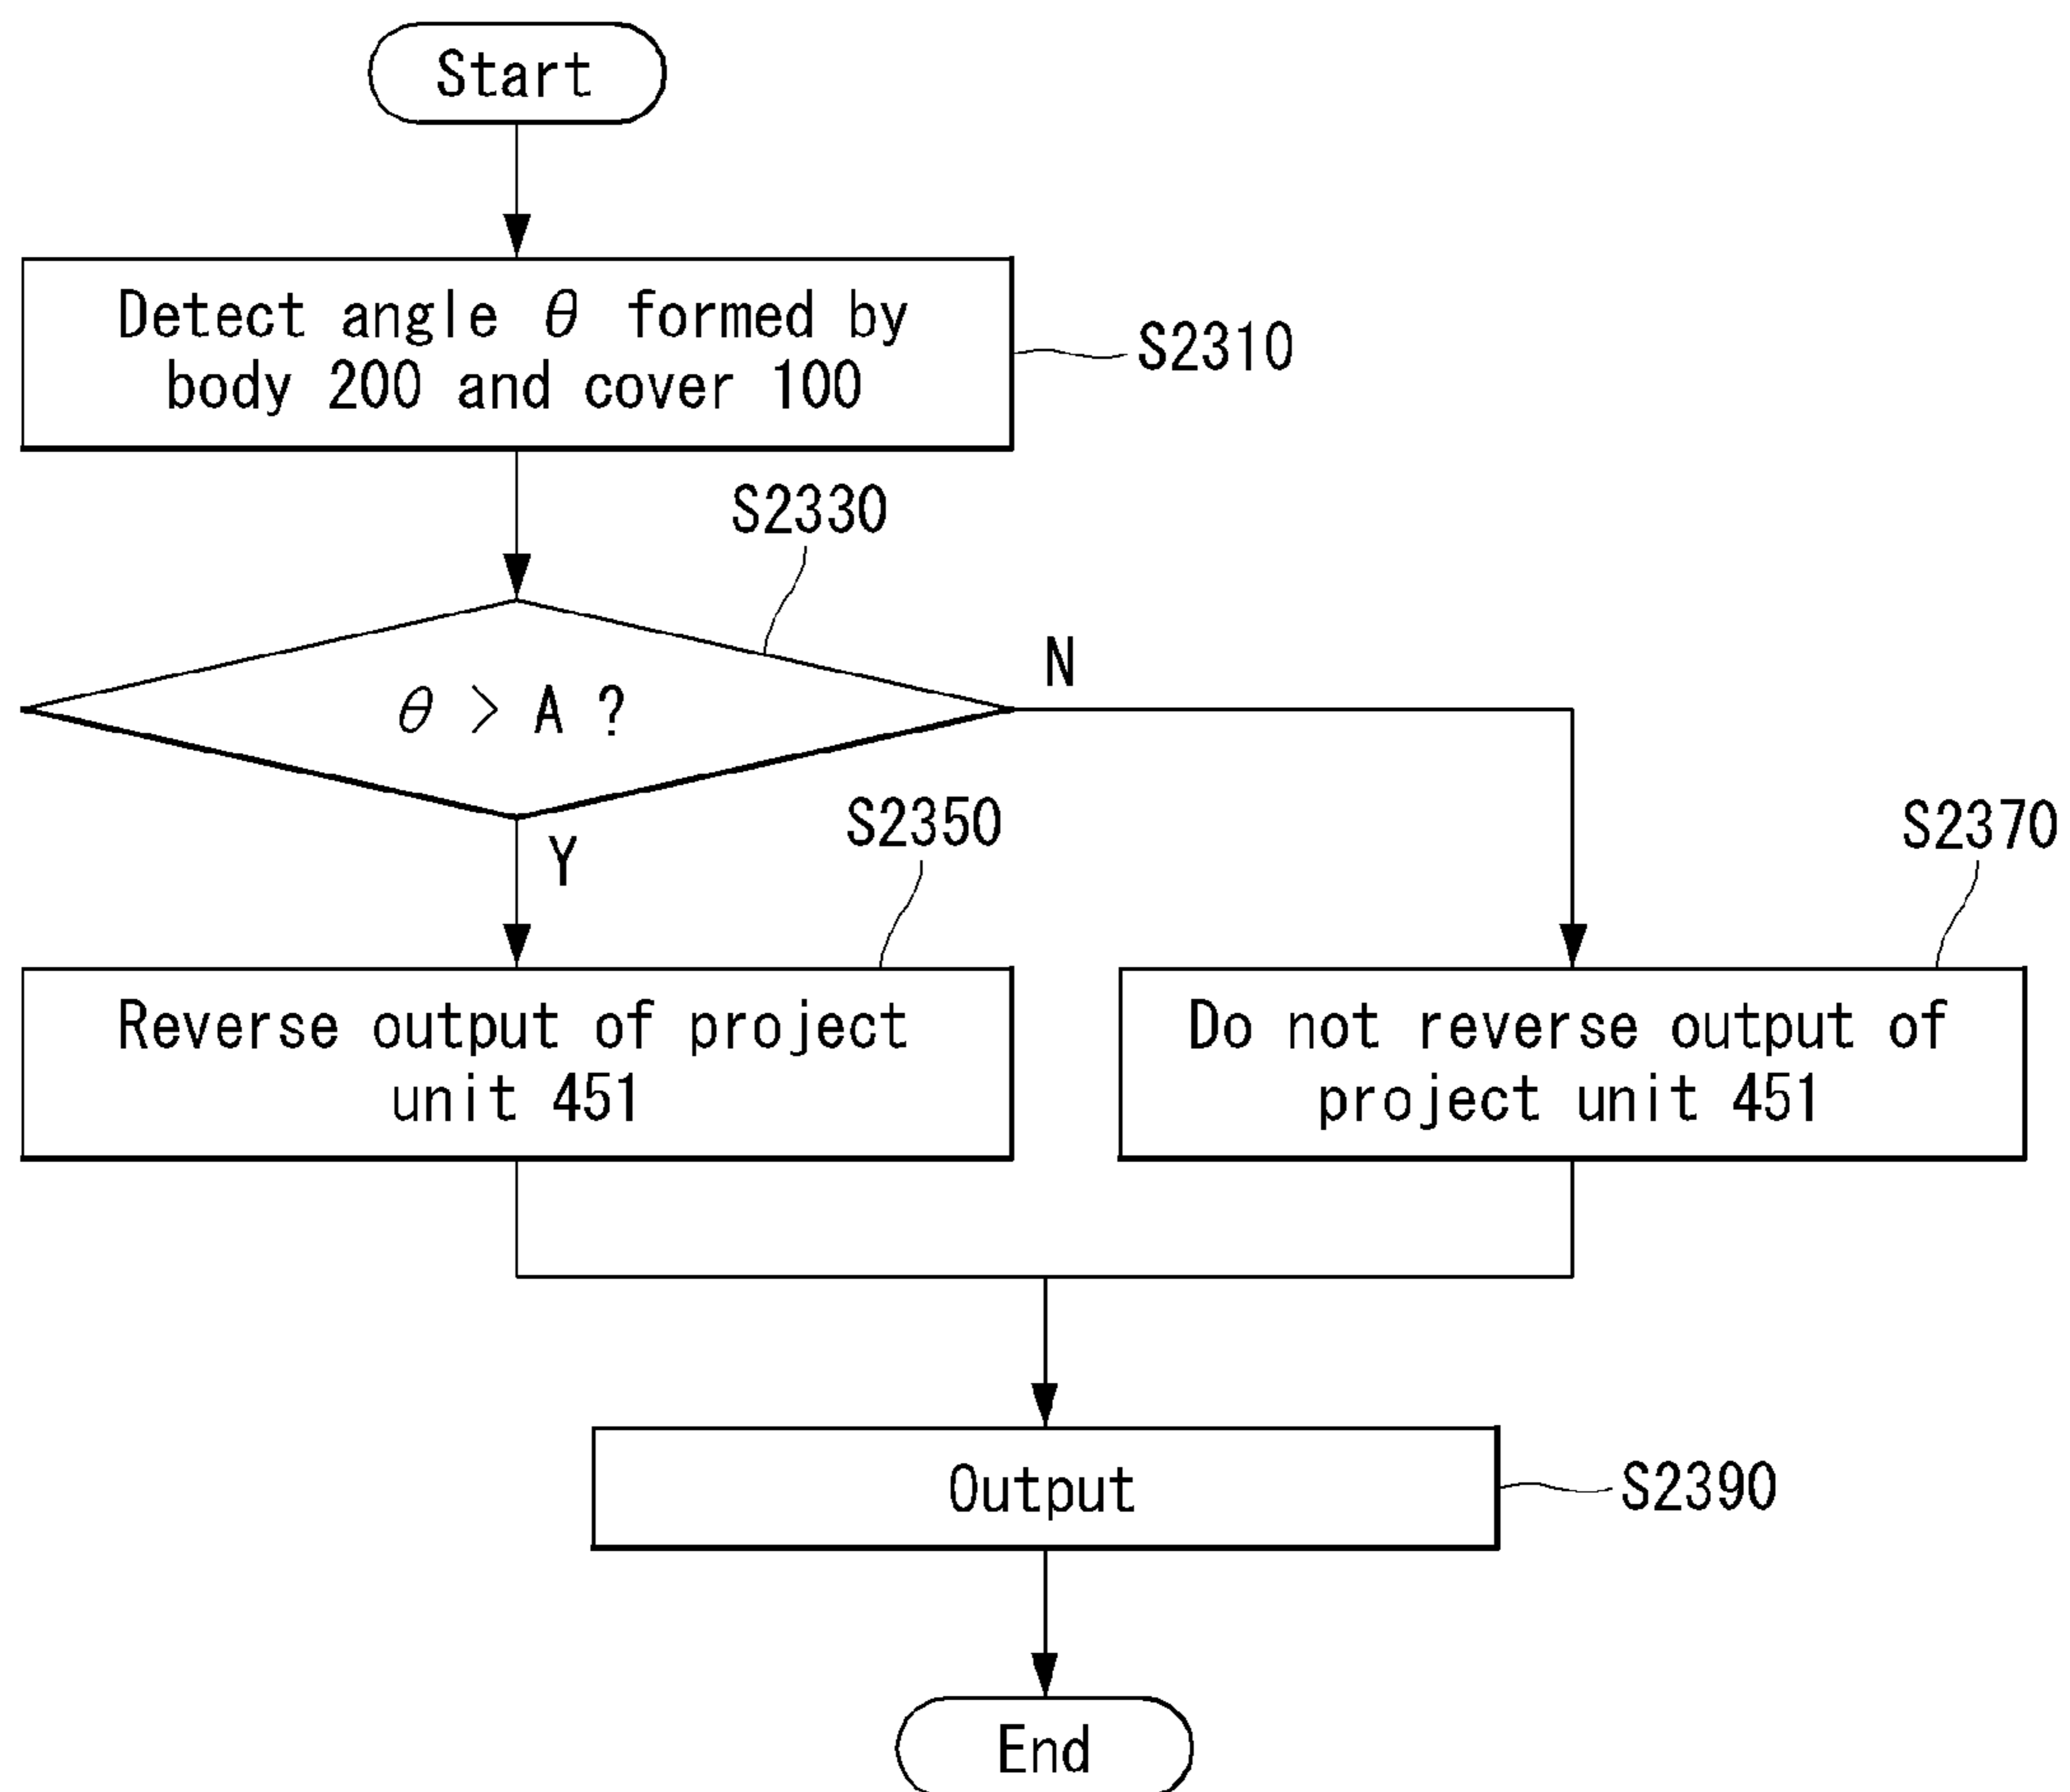 Start
Detect angle θ formed by
body 200 and cover 100
S2310
S2330
θ > A ?
N
Y
S2350
S2370
Reverse output of project
unit 451
Do not reverse output of
project unit 451
Output
S2390
End